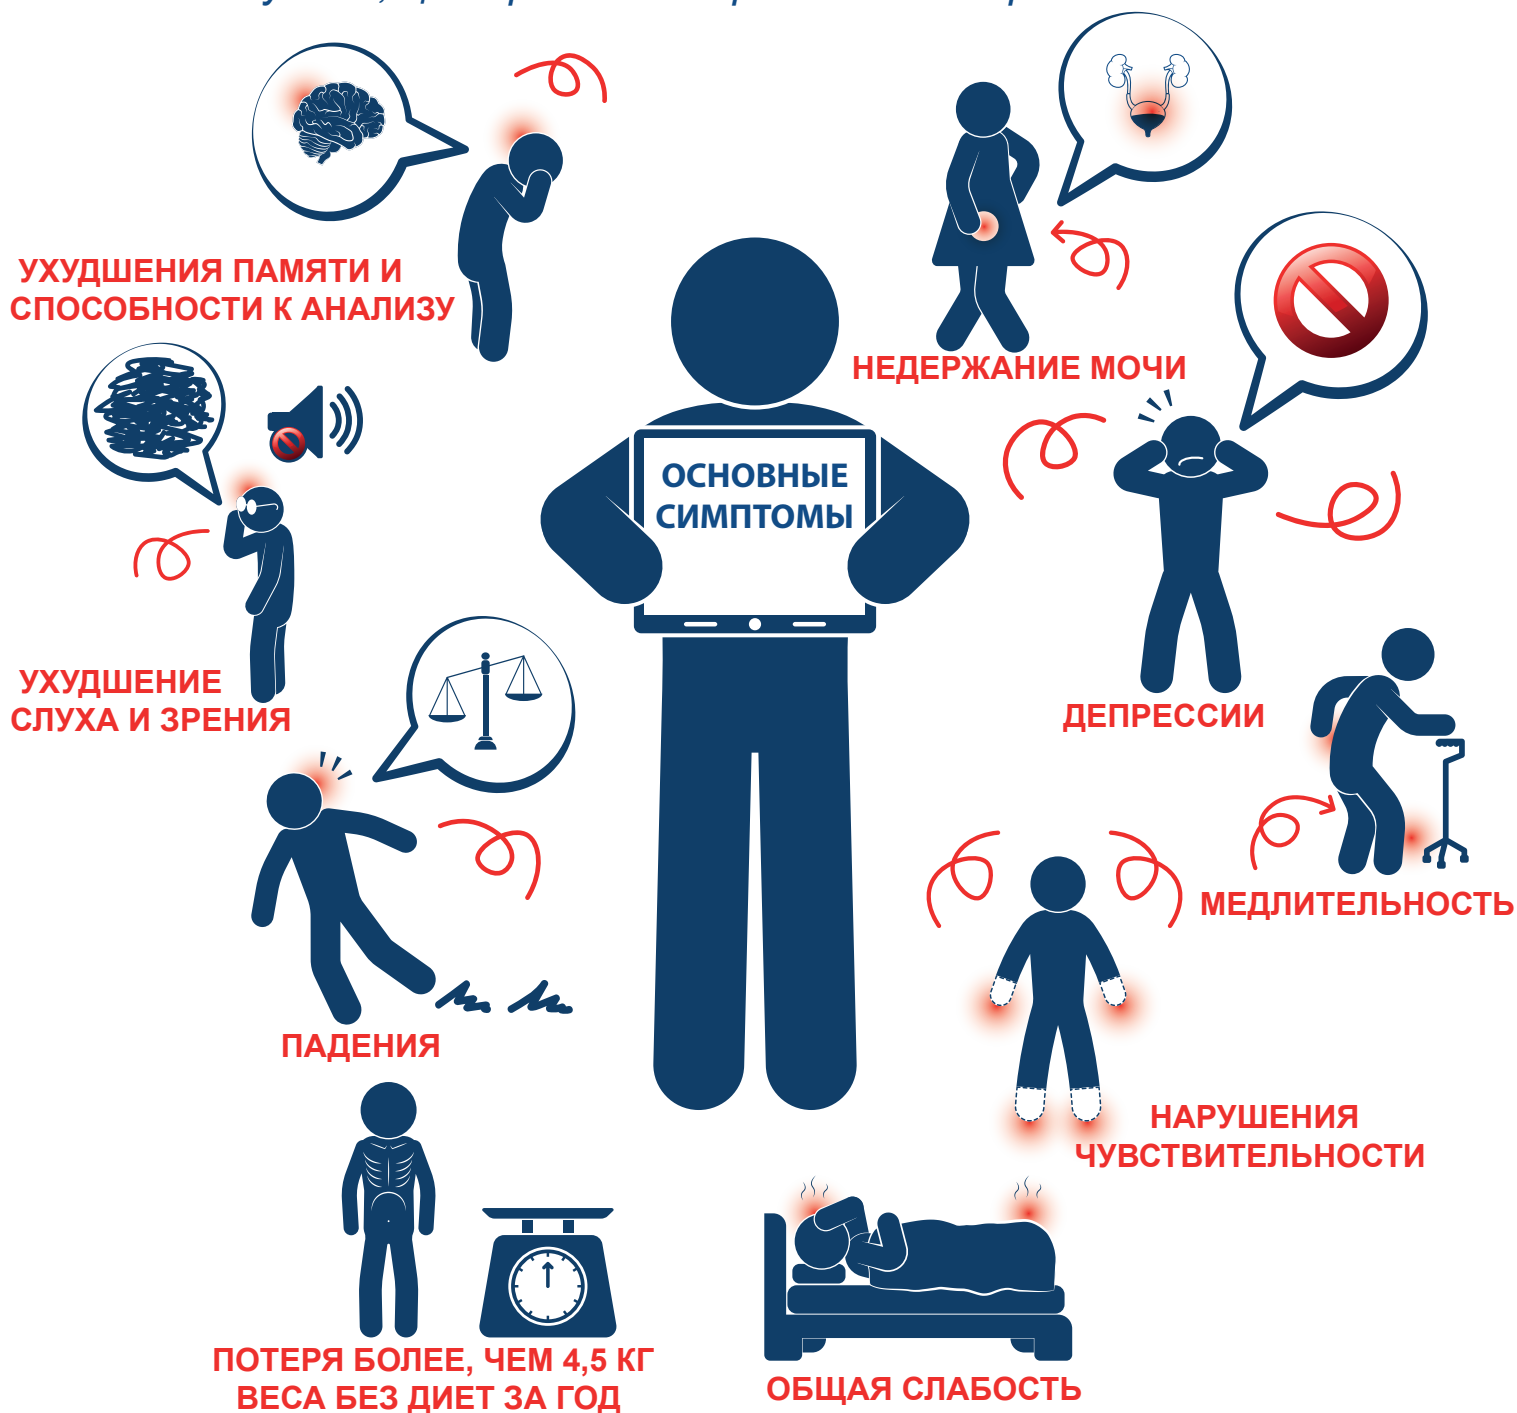 УХУДШЕНИЯ ПАМЯТИ И
СПОСОБНОСТИ К АНАЛИЗУ
НЕДЕРЖАНИЕ МОЧИ
ОСНОВНЫЕ
СИМПТОМЫ
УХУДШЕНИЕ
СЛУХА И ЗРЕНИЯ
ДЕПРЕССИИ
МЕДЛИТЕЛЬНОСТЬ
ПАДЕНИЯ
НАРУШЕНИЯ
ЧУВСТВИТЕЛЬНОСТИ
ПОТЕРЯ БОЛЕЕ, ЧЕМ 4,5 КГ
ВЕСА БЕЗ ДИЕТ ЗА ГОД
ОБЩАЯ СЛАБОСТЬ